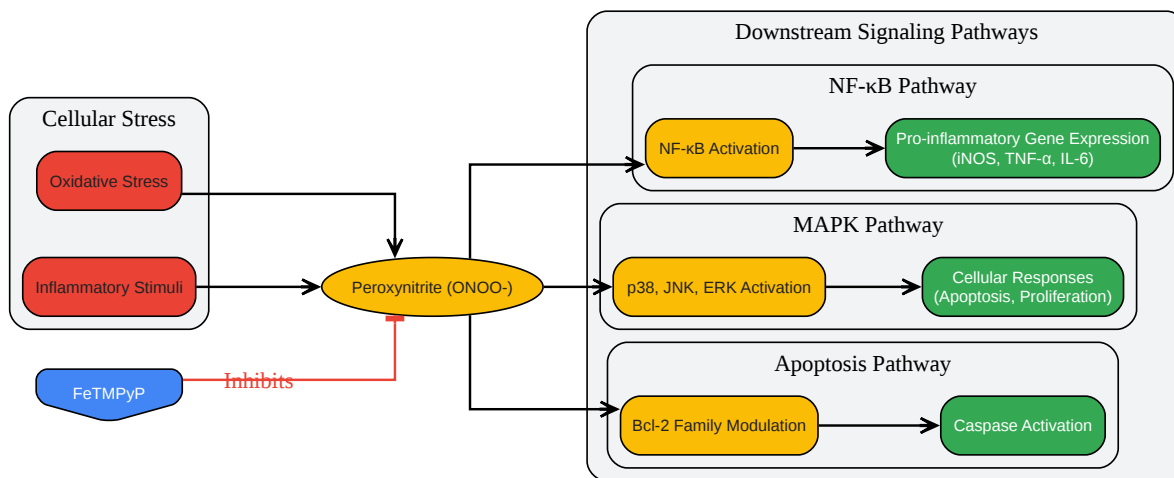 Downstream Signaling Pathways
NF-κB Pathway
NF-κB Activation
Pro-inflammatory Gene Expression
(iNOS, TNF-α, IL-6)
Cellular Stress
Oxidative Stress
Inflammatory Stimuli
Peroxynitrite (ONOO-)
MAPK Pathway
p38, JNK, ERK Activation
Cellular Responses
(Apoptosis, Proliferation)
FeTMPyP
Inhibits
Apoptosis Pathway
Bcl-2 Family Modulation
Caspase Activation